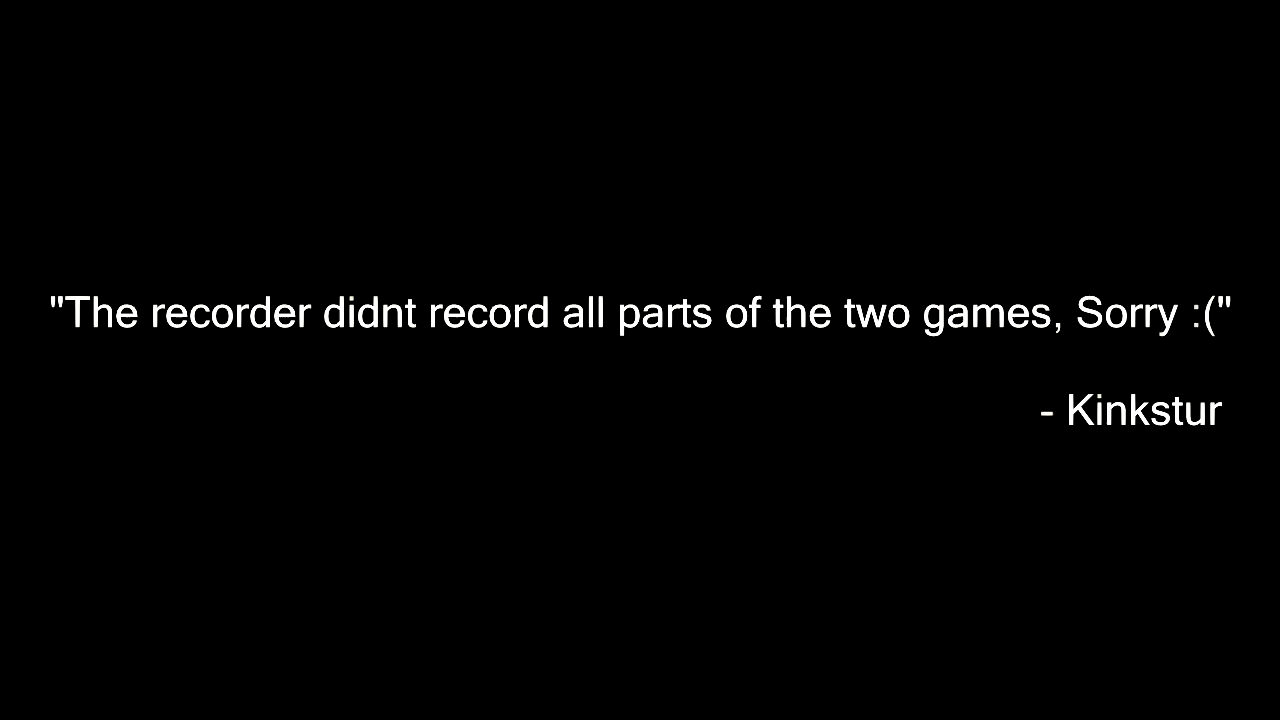 "The recorder didnt record all parts of the two games, Sorry :("
- Kinkstur